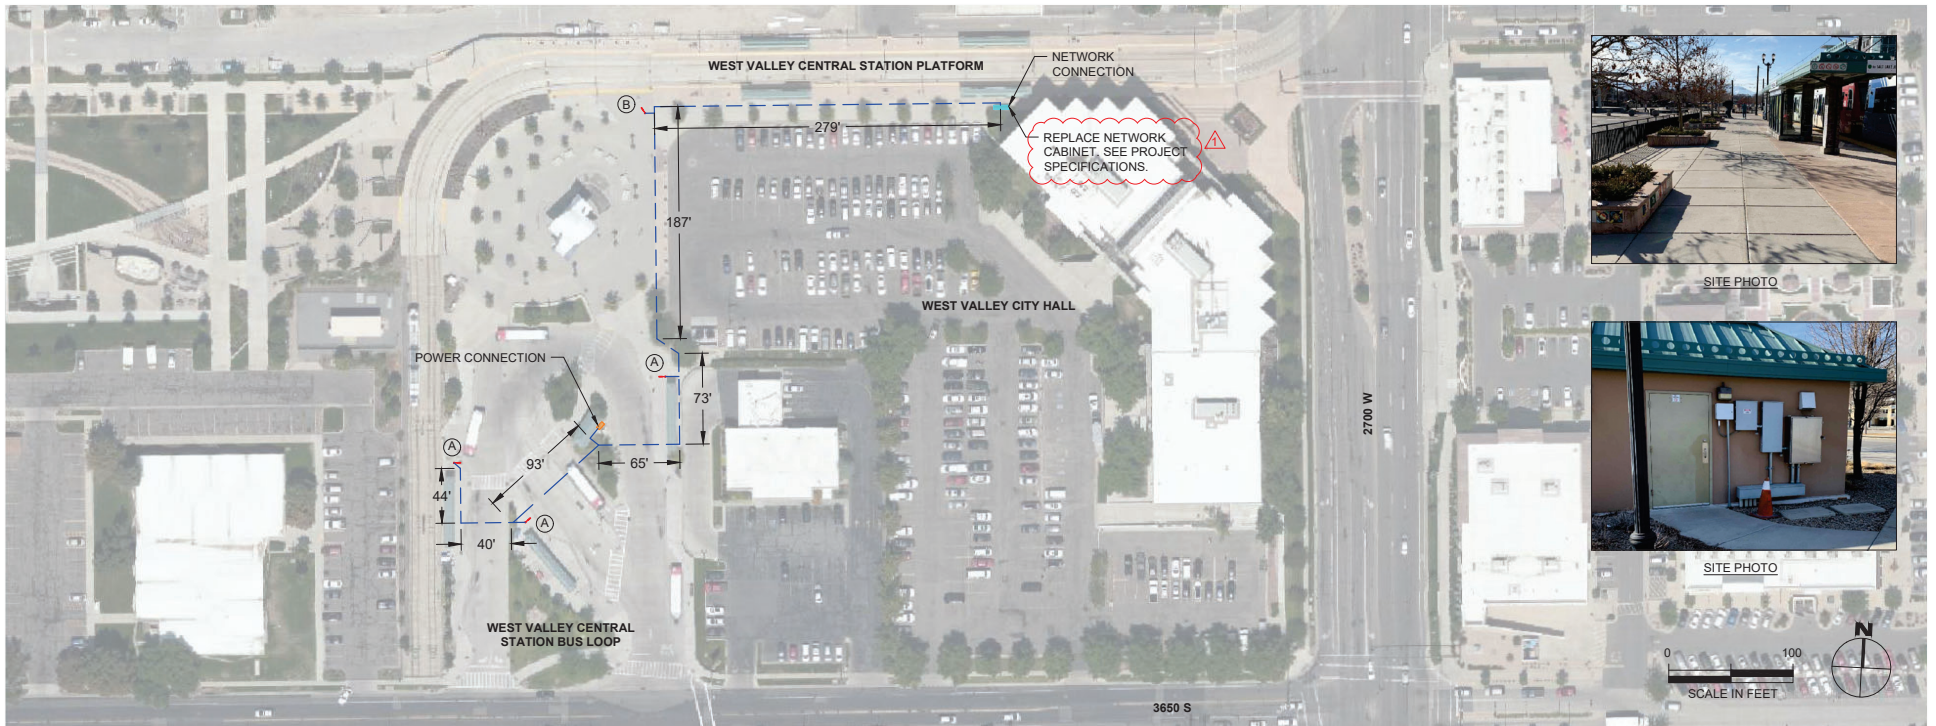 WEST VALLEY CENTRAL STATION PLATFORM
NETWORK
CONNECTION
B
279'
REPLACE NETWORK
CABINET. SEE PROJECT
SPECIFICATIONS.
1
187'
SITE PHOTO
WEST VALLEY CITY HALL
POWER CONNECTION
A
73'
2700 W
A
93'
65'
44'
40'
A
SITE PHOTO
WEST VALLEY CENTRAL
STATION BUS LOOP
N
0 100
SCALE IN FEET
3650 S